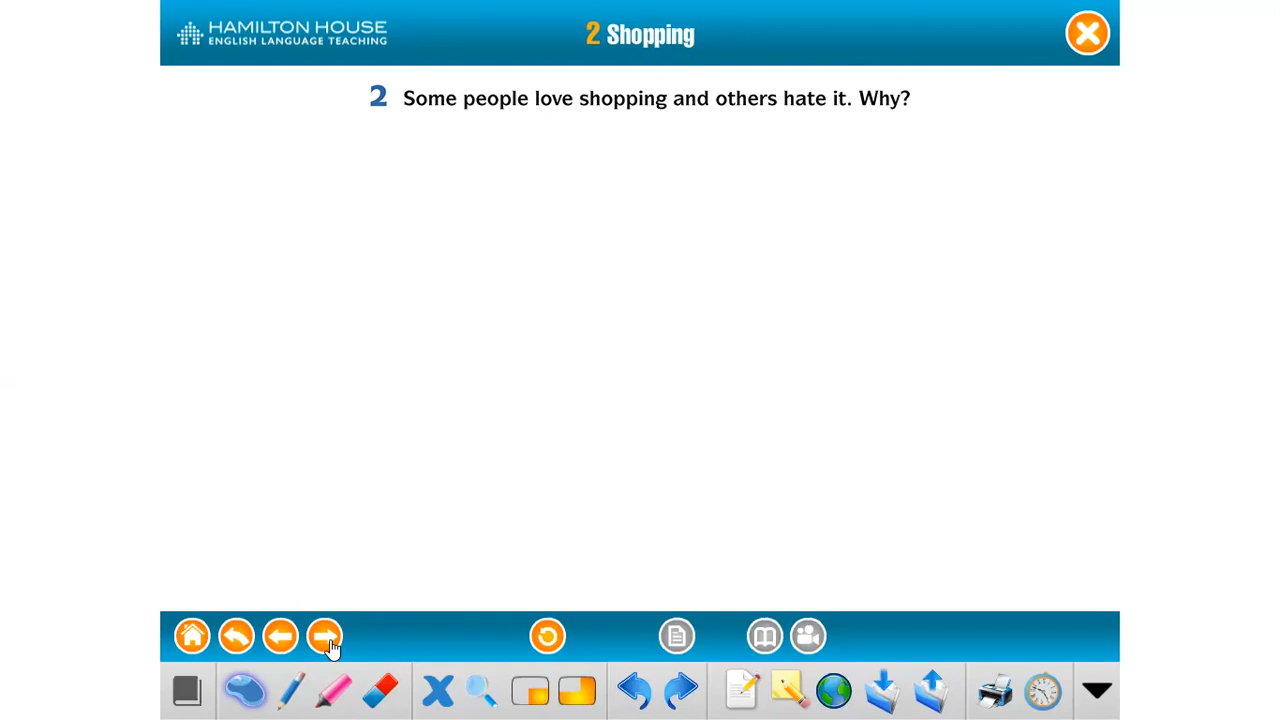 HAMILTON HOUSE
ENGLISH LANGUAGE TEACHING
2 Shopping
2 Some people love shopping and others hate it. Why?